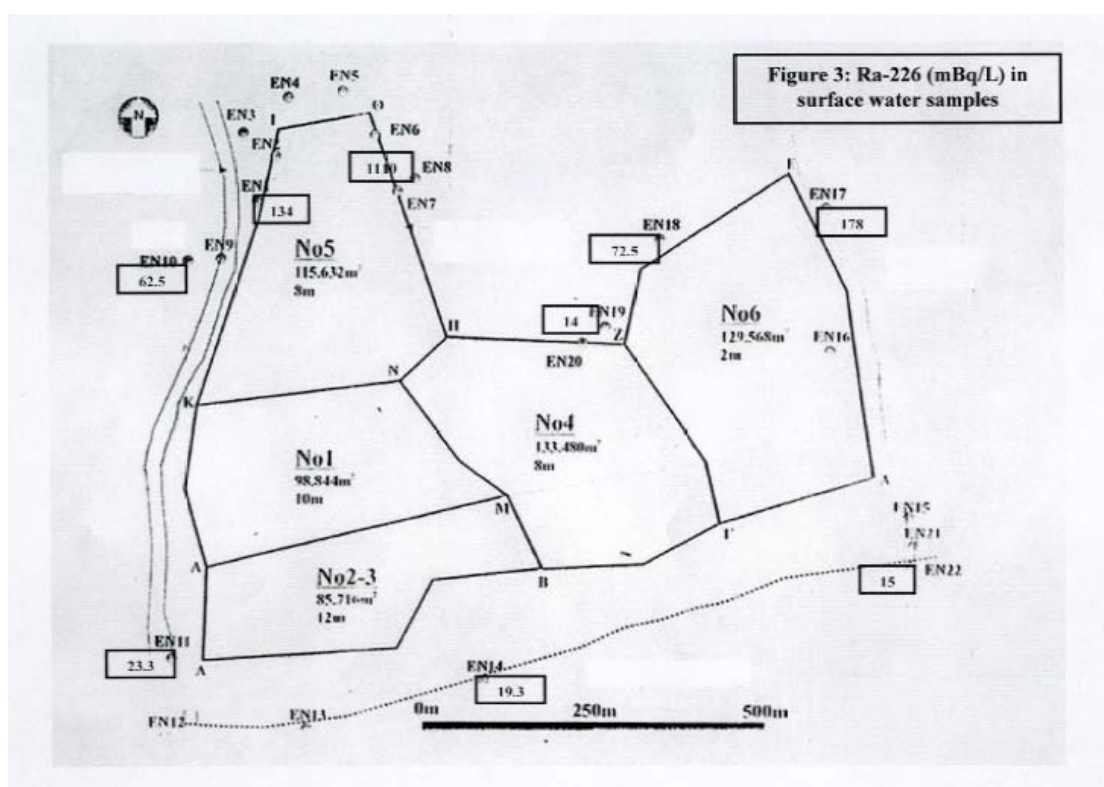 Figure 3: Ra-226 (mBq/L) in
surface water samples
N
EN5
EN4
EN3
I
Θ
EN6
1110
EN8
EN7
134
E
EN17
178
EN18
72.5
EN9
EN10
62.5
No5
115.632m²
8m
EN19
14
EN20
Z
H
No6
129.568m²
2m
EN16
N
K
No4
133.480m²
8m
No1
98.844m²
10m
M
Γ
EN15
EN21
EN22
15
B
No2-3
85.716m²
12m
EN11
23.3
A
EN14
19.3
EN12
EN13
0m 250m 500m